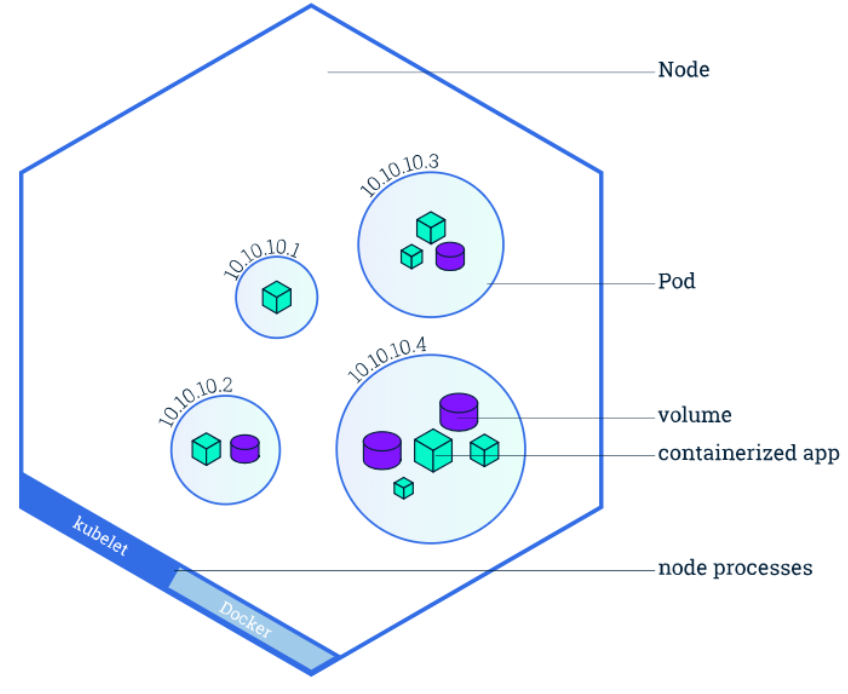 Node
10.10.10.3
10.10.10.1
Pod
10.10.10.4
10.10.10.2
volume
containerized app
kubelet
node processes
Docker